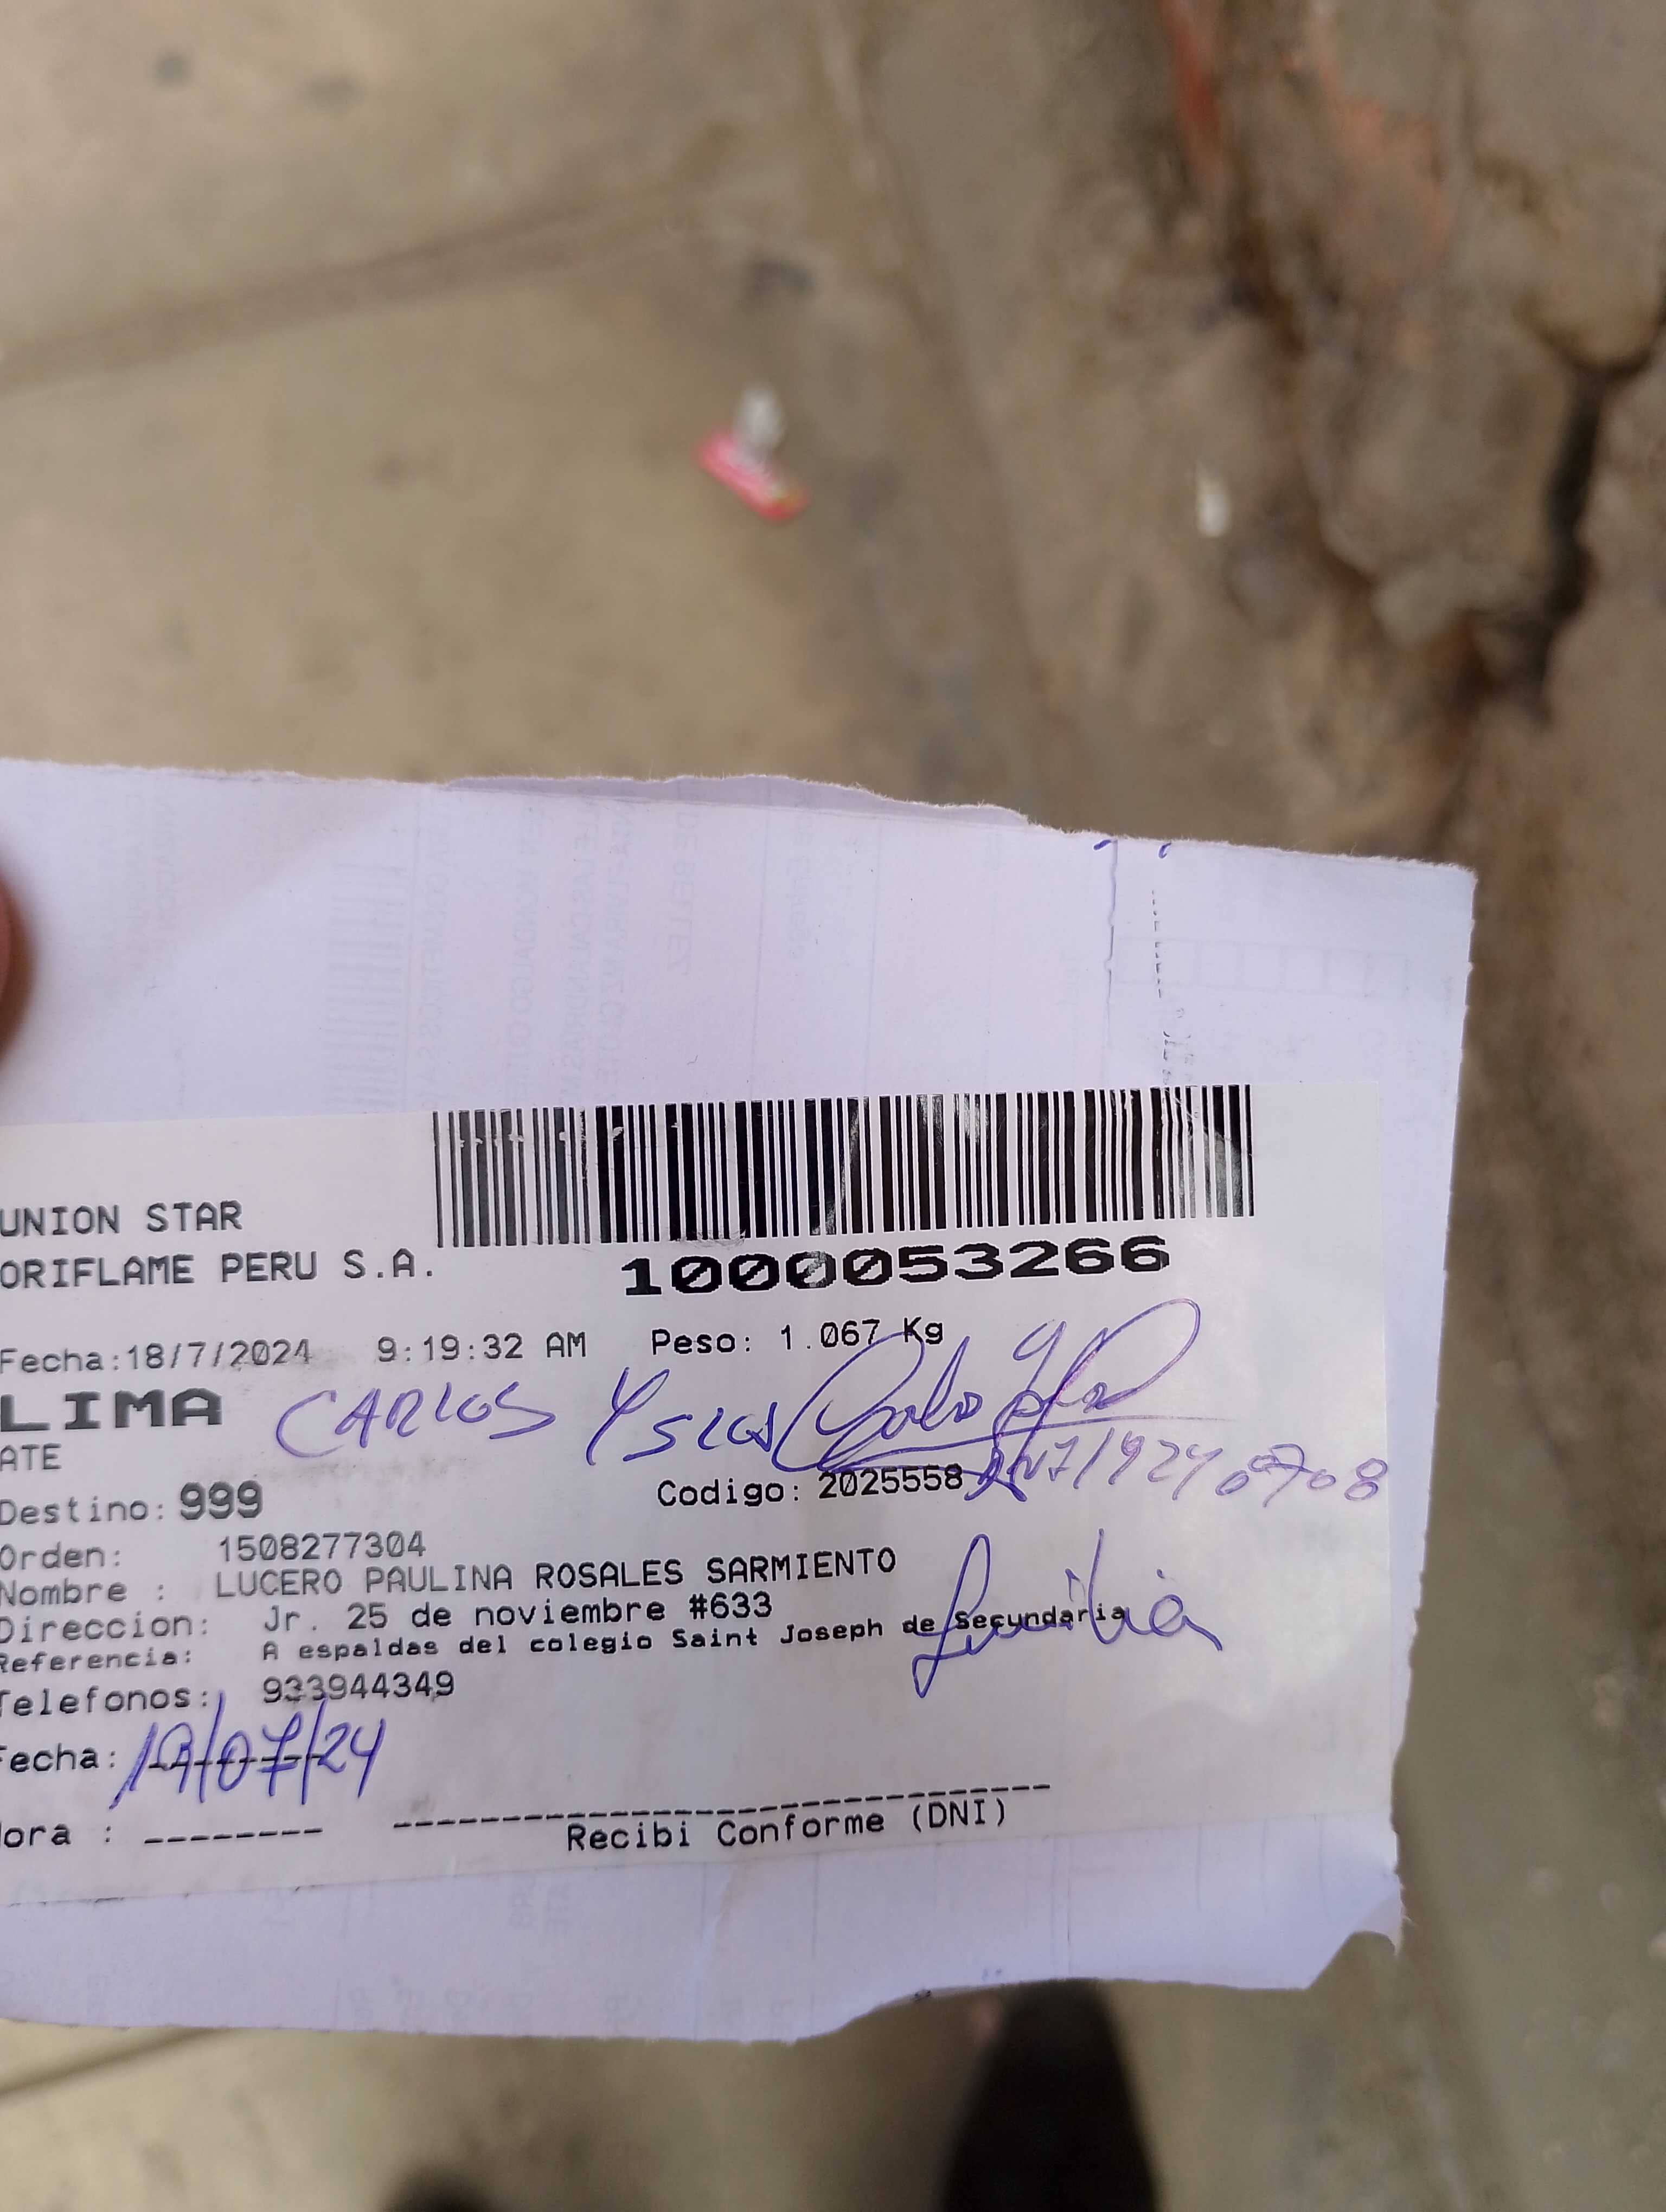 UNION STAR
ORIFLAME PERU S.A.
1000053266
Fecha:18/7/2024 9:19:32 AM Peso: 1.067 Kg
LIMA CARLOS
ATE
Destino: 999 Codigo: 2025558
Orden: 1508277304
Nombre : LUCERO PAULINA ROSALES SARMIENTO
Direccion: Jr. 25 de noviembre #633
Referencia: A espaldas del colegio Saint Joseph de Secundaria
Telefonos: 933944349
Fecha: 19/07/24
ora :
Recibi Conforme (DNI)